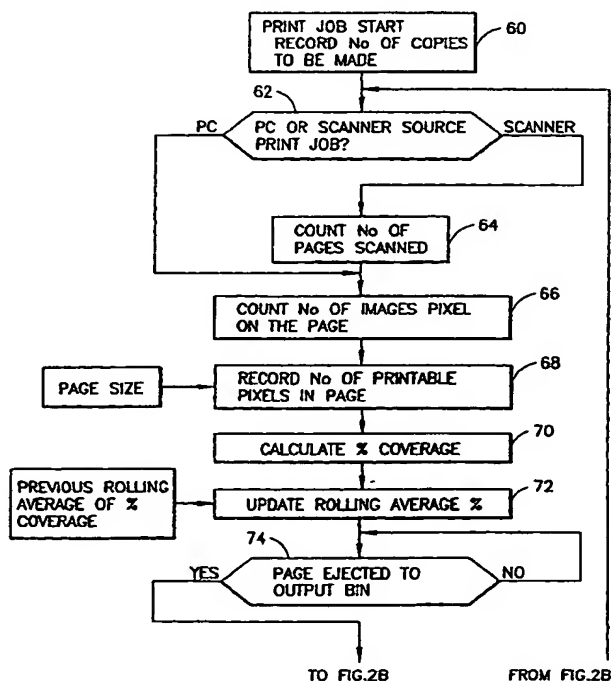 PRINT JOB START
RECORD No OF COPIES
TO BE MADE
60
62
PC
PC OR SCANNER SOURCE
PRINT JOB?
SCANNER
COUNT No OF
PAGES SCANNED
64
COUNT No OF IMAGES PIXEL
ON THE PAGE
66
PAGE SIZE
RECORD No OF PRINTABLE
PIXELS IN PAGE
68
CALCULATE % COVERAGE
70
PREVIOUS ROLLING
AVERAGE OF %
COVERAGE
UPDATE ROLLING AVERAGE %
72
74
YES
PAGE EJECTED TO
OUTPUT BIN
NO
TO FIG.2B
FROM FIG.2B